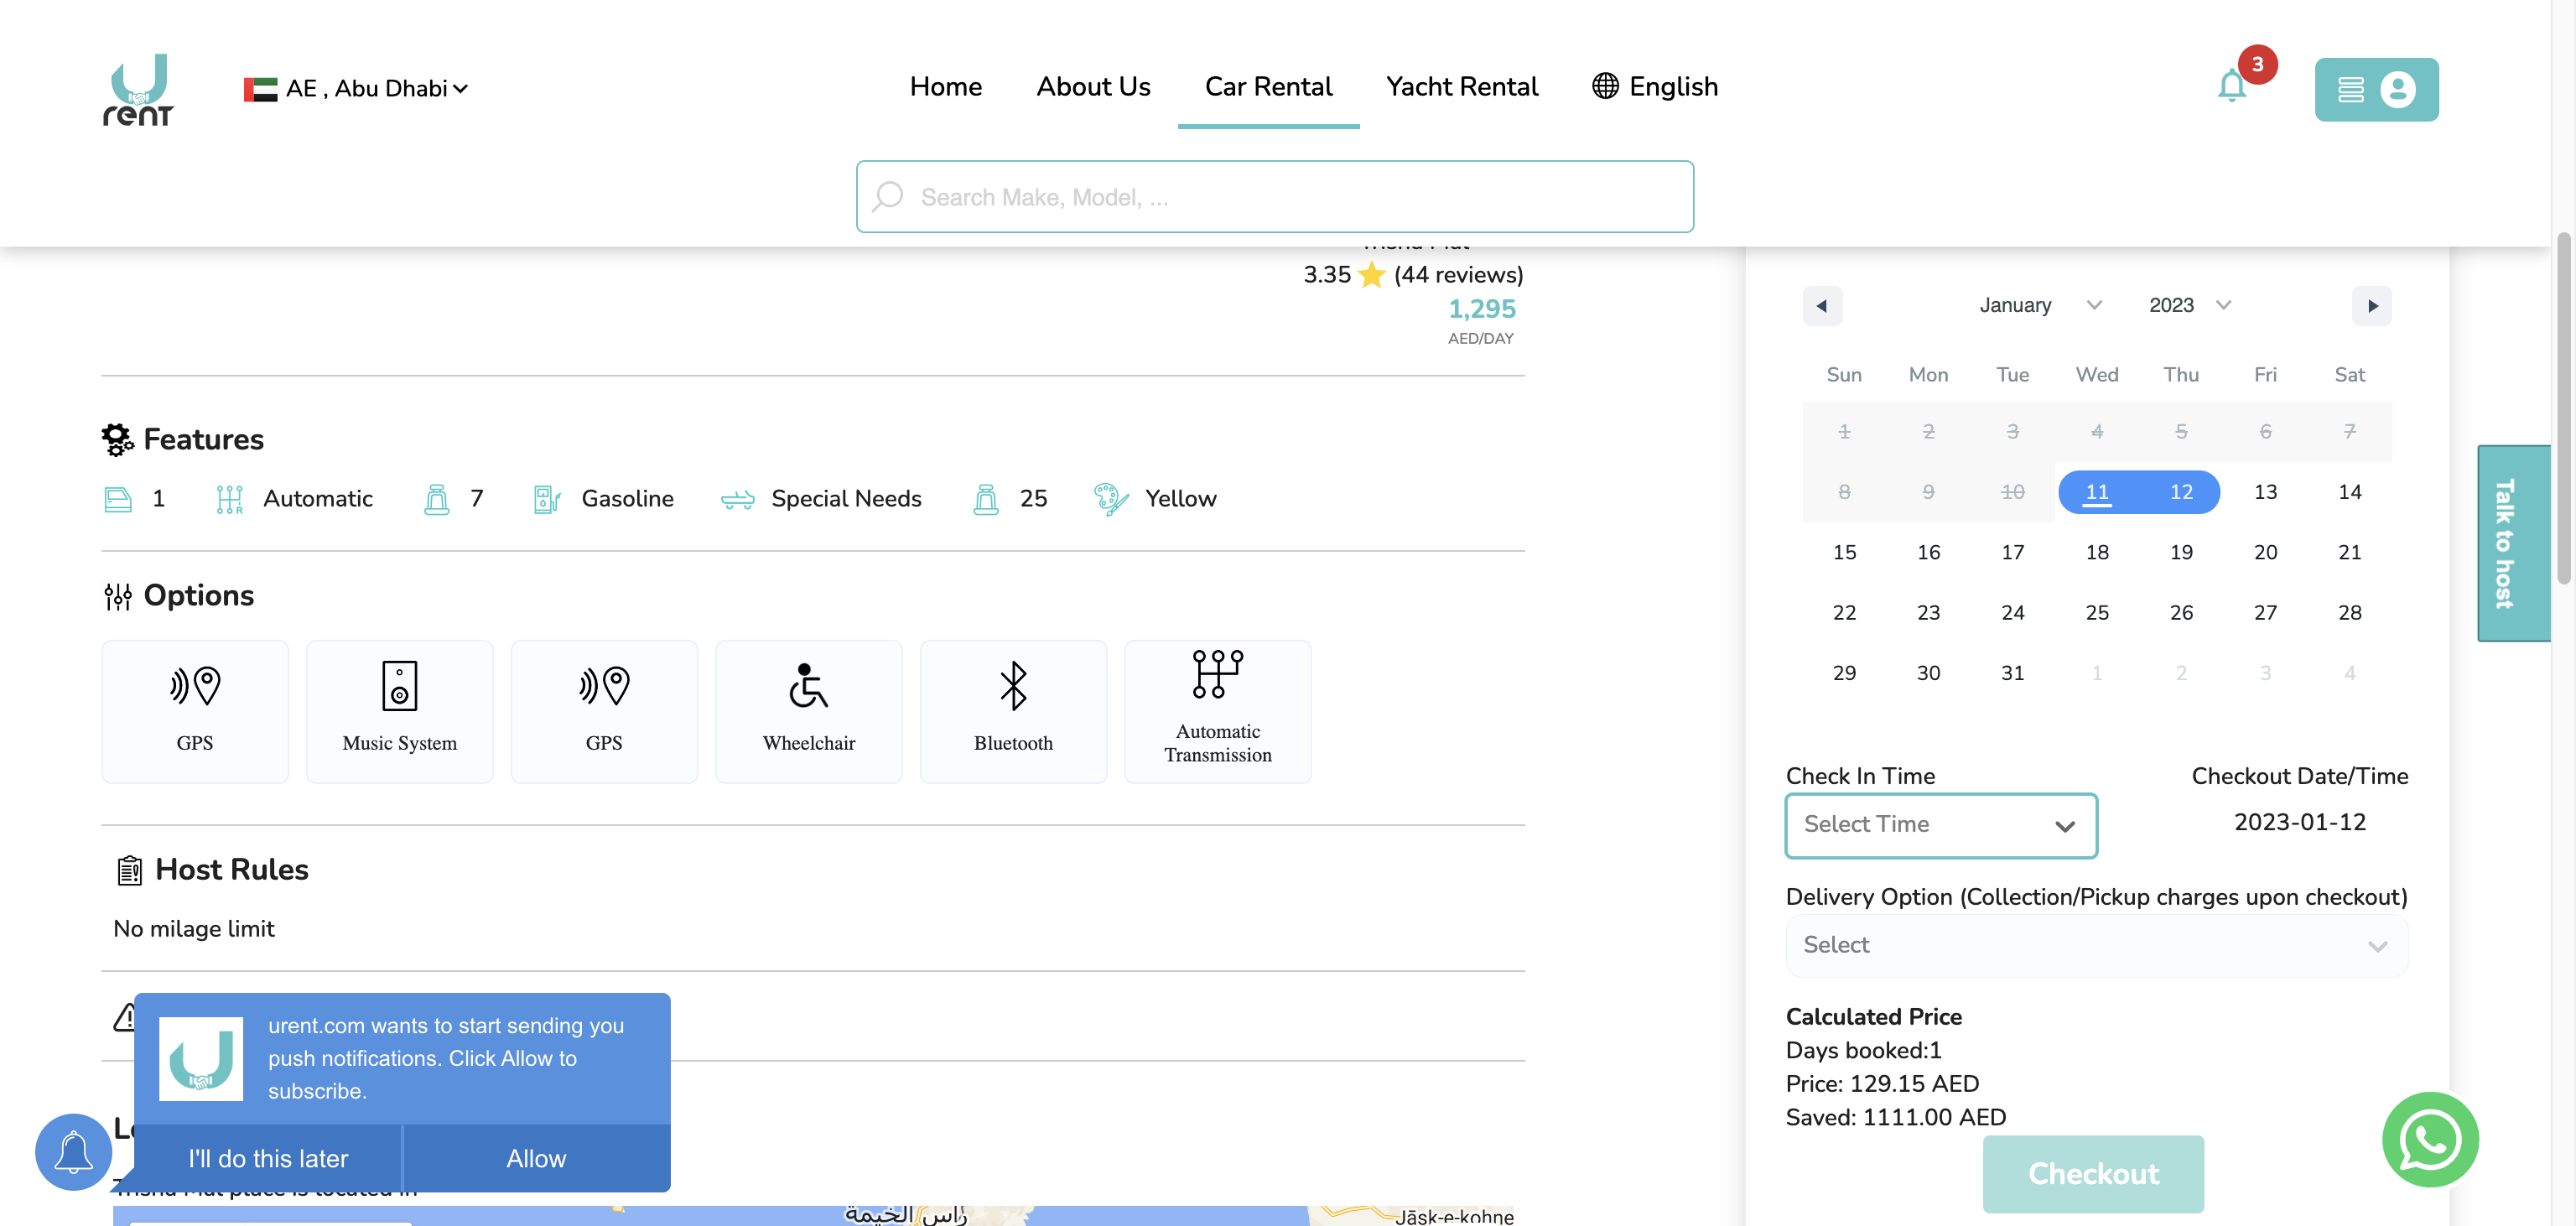 rent
AE , Abu Dhabi
Home
About Us
Car Rental
Yacht Rental
English
3
Search Make, Model, ...
3.35 (44 reviews)
1,295
AED/DAY
Features
1
Automatic
7
Gasoline
Special Needs
25
Yellow
Options
GPS
Music System
GPS
Wheelchair
Bluetooth
Automatic
Transmission
Host Rules
No milage limit
urent.com wants to start sending you
push notifications. Click Allow to
subscribe.
I'll do this later
Allow
راس الخيمة
Jāsk-e-kohne
January
2023
Sun Mon Tue Wed Thu Fri Sat
1 2 3 4 5 6 7
8 9 10 11 12 13 14
15 16 17 18 19 20 21
22 23 24 25 26 27 28
29 30 31 1 2 3 4
Check In Time
Select Time
Checkout Date/Time
2023-01-12
Delivery Option (Collection/Pickup charges upon checkout)
Select
Calculated Price
Days booked:1
Price: 129.15 AED
Saved: 1111.00 AED
Checkout
Talk to host